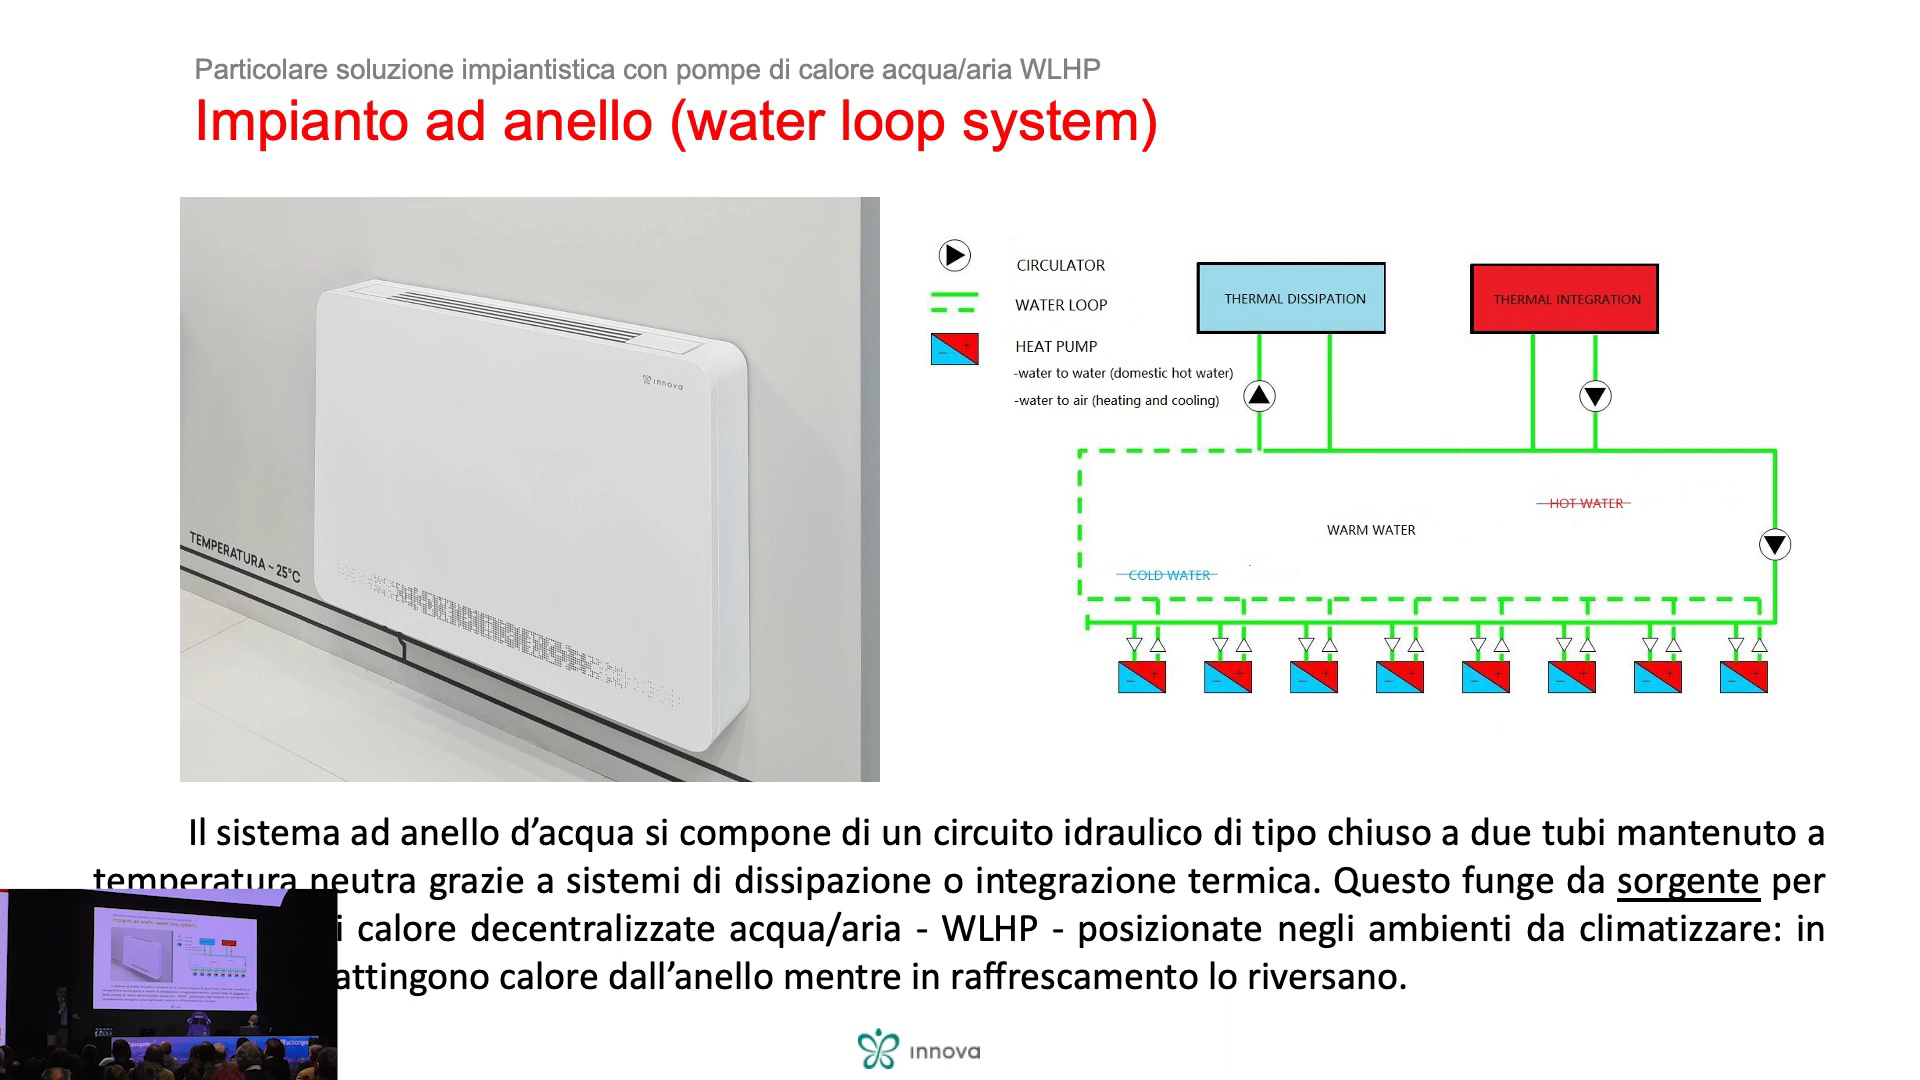 Particolare soluzione impiantistica con pompe di calore acqua/aria WLHP
Impianto ad anello (water loop system)
innova
TEMPERATURA ~ 25°C
CIRCULATOR
WATER LOOP
HEAT PUMP
-water to water (domestic hot water)
-water to air (heating and cooling)
THERMAL DISSIPATION
THERMAL INTEGRATION
HOT WATER
WARM WATER
COLD WATER
Il sistema ad anello d’acqua si compone di un circuito idraulico di tipo chiuso a due tubi mantenuto a
temperatura neutra grazie a sistemi di dissipazione o integrazione termica. Questo funge da sorgente per
i calore decentralizzate acqua/aria - WLHP - posizionate negli ambienti da climatizzare: in
attingono calore dall’anello mentre in raffrescamento lo riversano.
innova